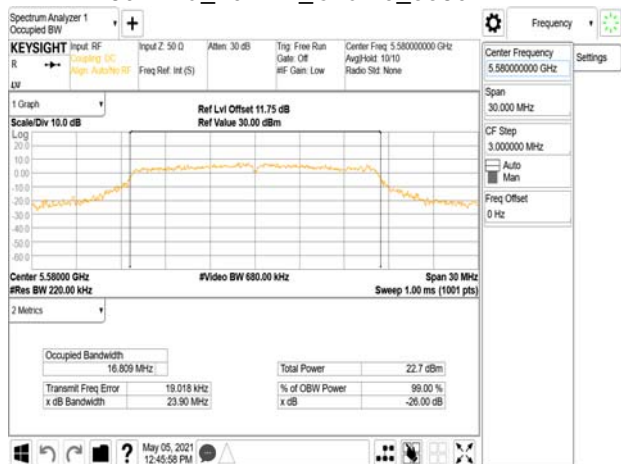 Spectrum Analyzer 1
Occupied BW
Frequency
KEYSIGHT
Input: RF
Coupling: DC
Align: Auto/No RF
Input Z: 50 Ω
Freq Ref: Int (S)
Atten: 30 dB
Trig: Free Run
Gate: Off
#IF Gain: Low
Center Freq: 5.580000000 GHz
Avg|Hold: 10/10
Radio Std: None
R
Center Frequency
5.580000000 GHz
Settings
Span
30.000 MHz
CF Step
3.000000 MHz
Auto
Man
Freq Offset
0 Hz
1 Graph
Scale/Div 10.0 dB
Ref Lvl Offset 11.75 dB
Ref Value 30.00 dBm
Log
20.0
10.0
0.00
-10.0
-20.0
-30.0
-40.0
-50.0
-60.0
Center 5.58000 GHz
#Res BW 220.00 kHz
#Video BW 680.00 kHz
Span 30 MHz
Sweep 1.00 ms (1001 pts)
2 Metrics
Occupied Bandwidth
16.809 MHz
Total Power 22.7 dBm
Transmit Freq Error 19.018 kHz
% of OBW Power 99.00 %
x dB Bandwidth 23.90 MHz
x dB -26.00 dB
May 05, 2021
12:45:58 PM